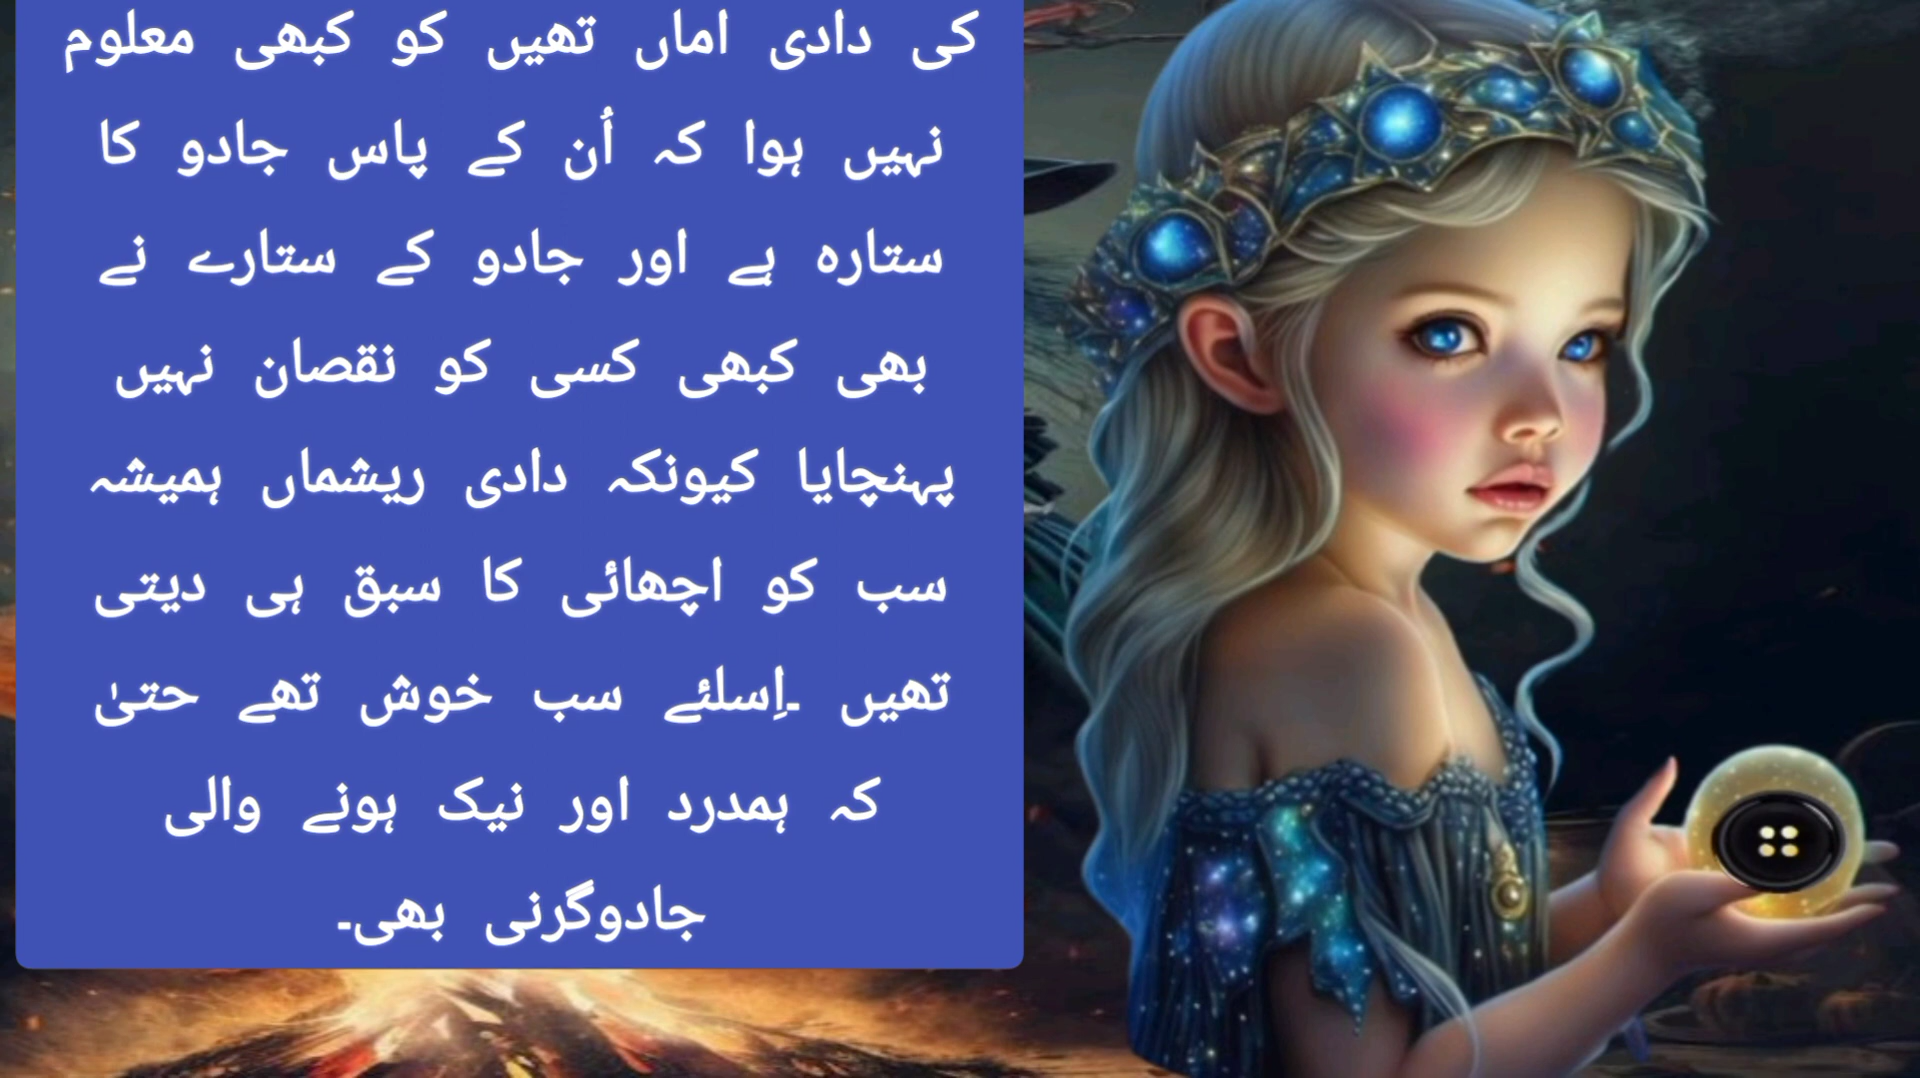 کی دادی اماں تھیں کو کبھی معلوم
نہیں ہوا کہ اُن کے پاس جادو کا
ستارہ ہے اور جادو کے ستارے نے
بھی کبھی کسی کو نقصان نہیں
پہنچایا کیونکہ دادی ریشماں ہمیشہ
سب کو اچھائی کا سبق ہی دیتی
تھیں ۔اِسلئے سب خوش تھے حتیٰ
کہ ہمدرد اور نیک ہونے والی
جادوگرنی بھی۔